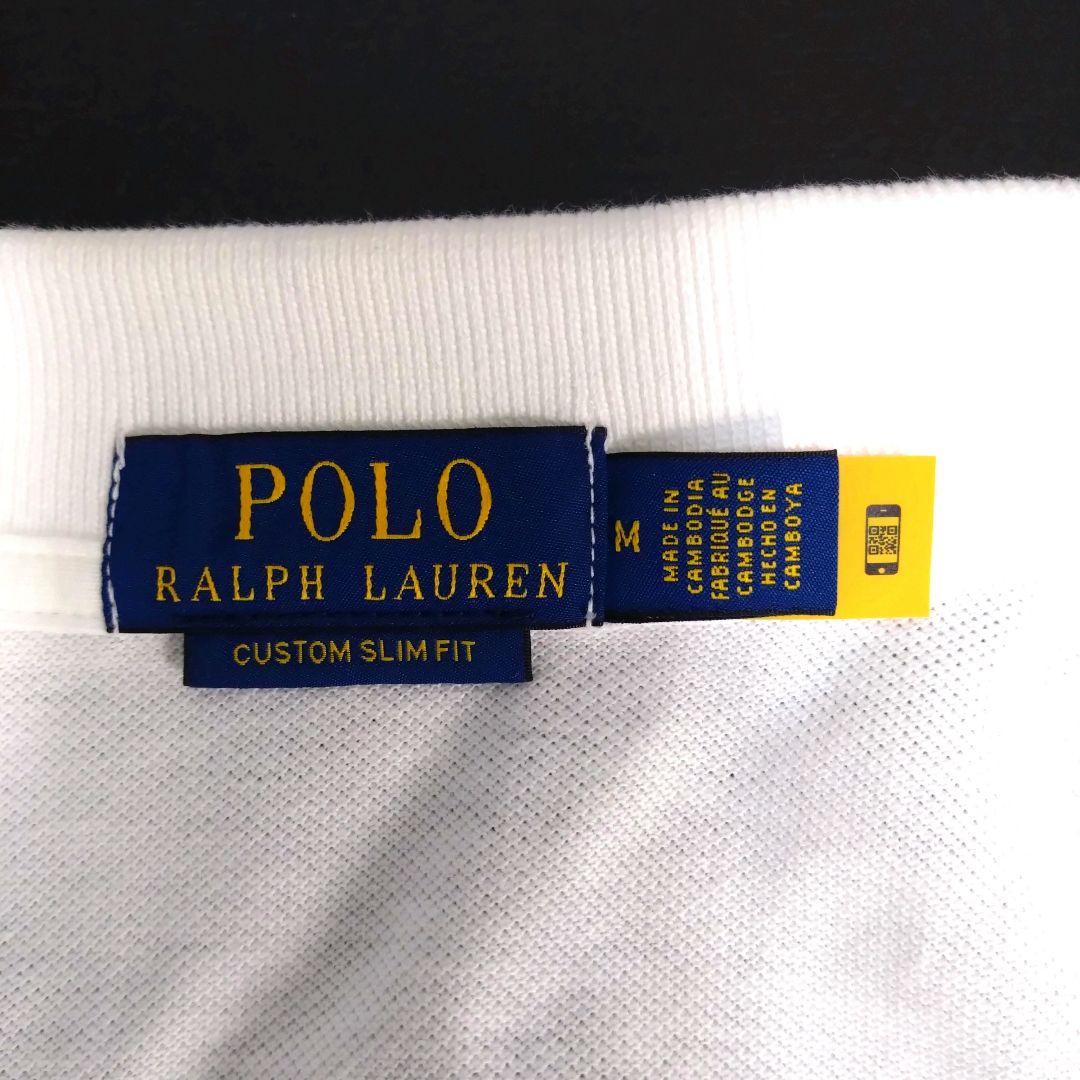 POLO
RALPH LAUREN
CUSTOM SLIM FIT
M
MADE IN
CAMBODIA
FABRIQUÉ AU
CAMBODGE
HECHO EN
CAMBOYA